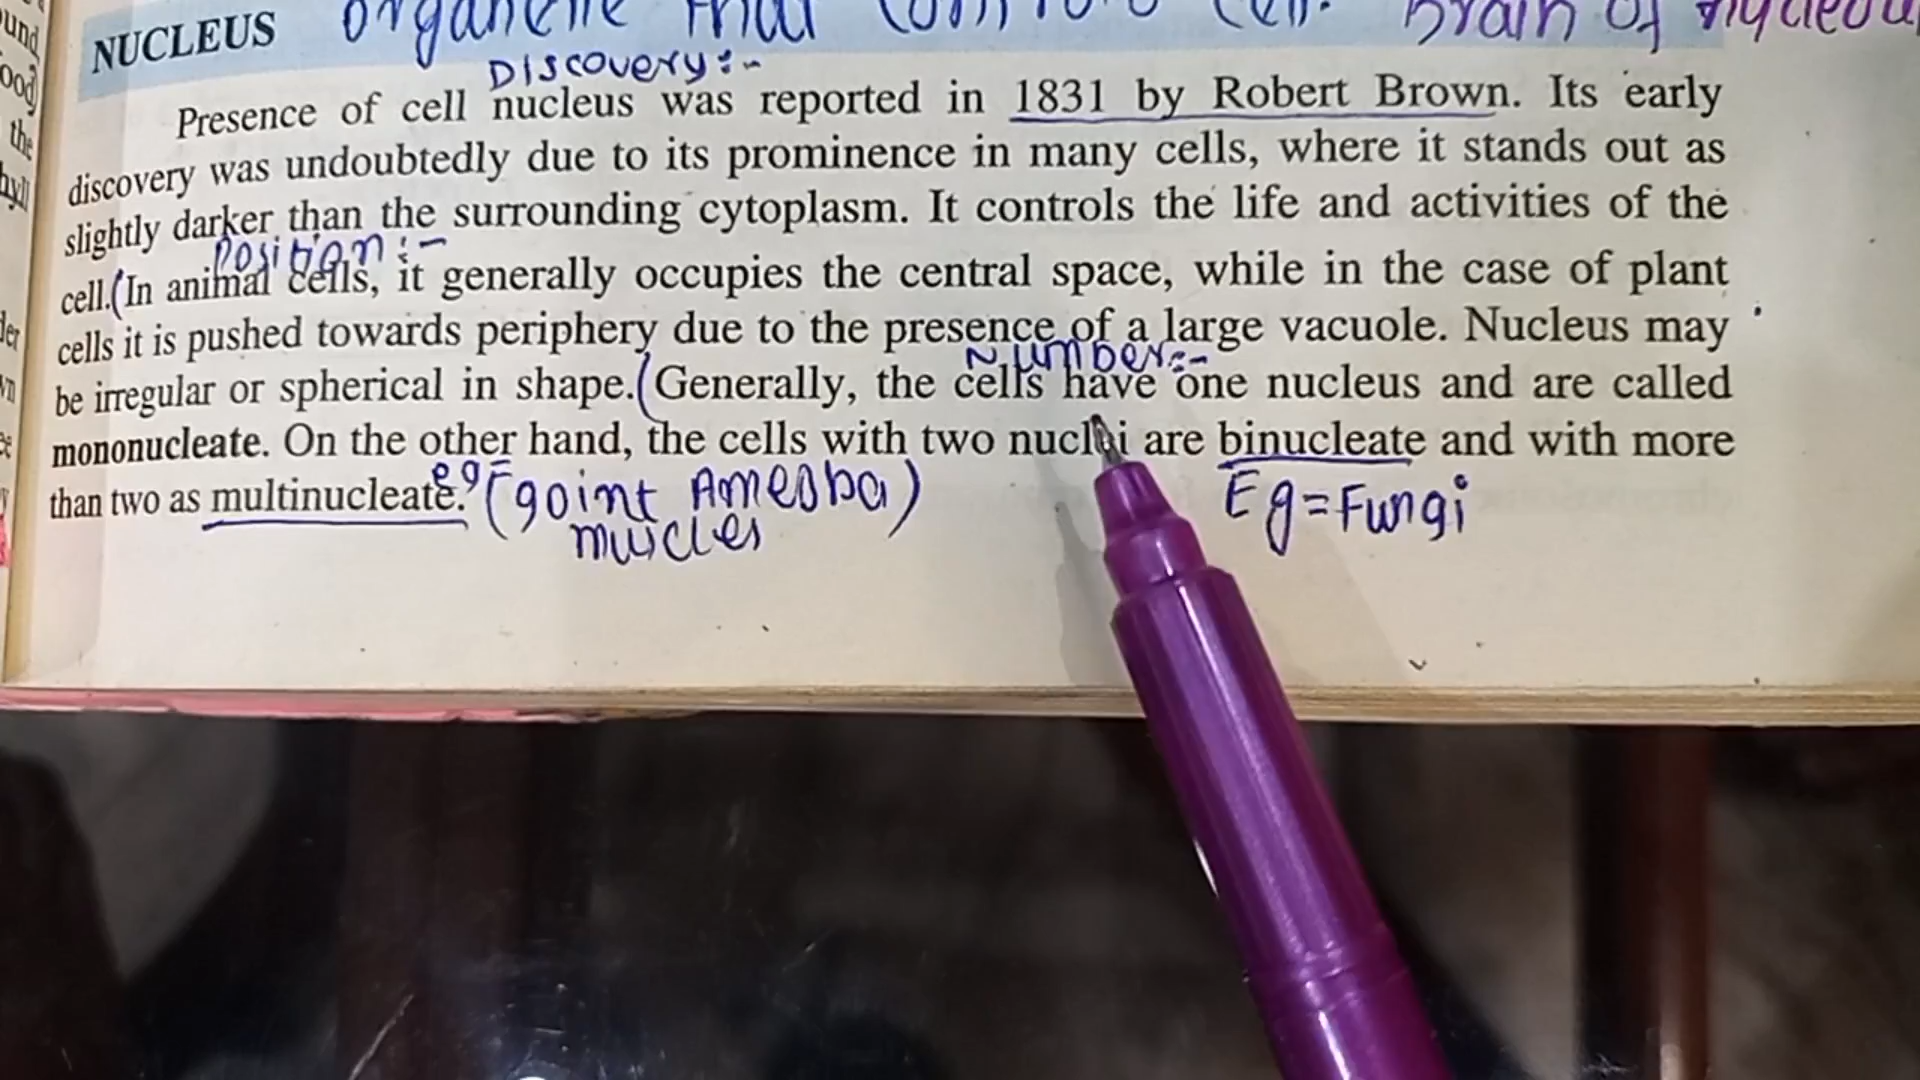 NUCLEUS organelle that controls cell. Brain of nucleou
Discovery:-
Presence of cell nucleus was reported in 1831 by Robert Brown. Its early
discovery was undoubtedly due to its prominence in many cells, where it stands out as
slightly darker than the surrounding cytoplasm. It controls the life and activities of the
Position:-
cell.(In animal cells, it generally occupies the central space, while in the case of plant
cells it is pushed towards periphery due to the presence of a large vacuole. Nucleus may
Number:-
be irregular or spherical in shape.(Generally, the cells have one nucleus and are called
mononucleate. On the other hand, the cells with two nuclei are binucleate and with more
than two as multinucleate. eg (goint Ameoba) Eg=Fungi
muscles